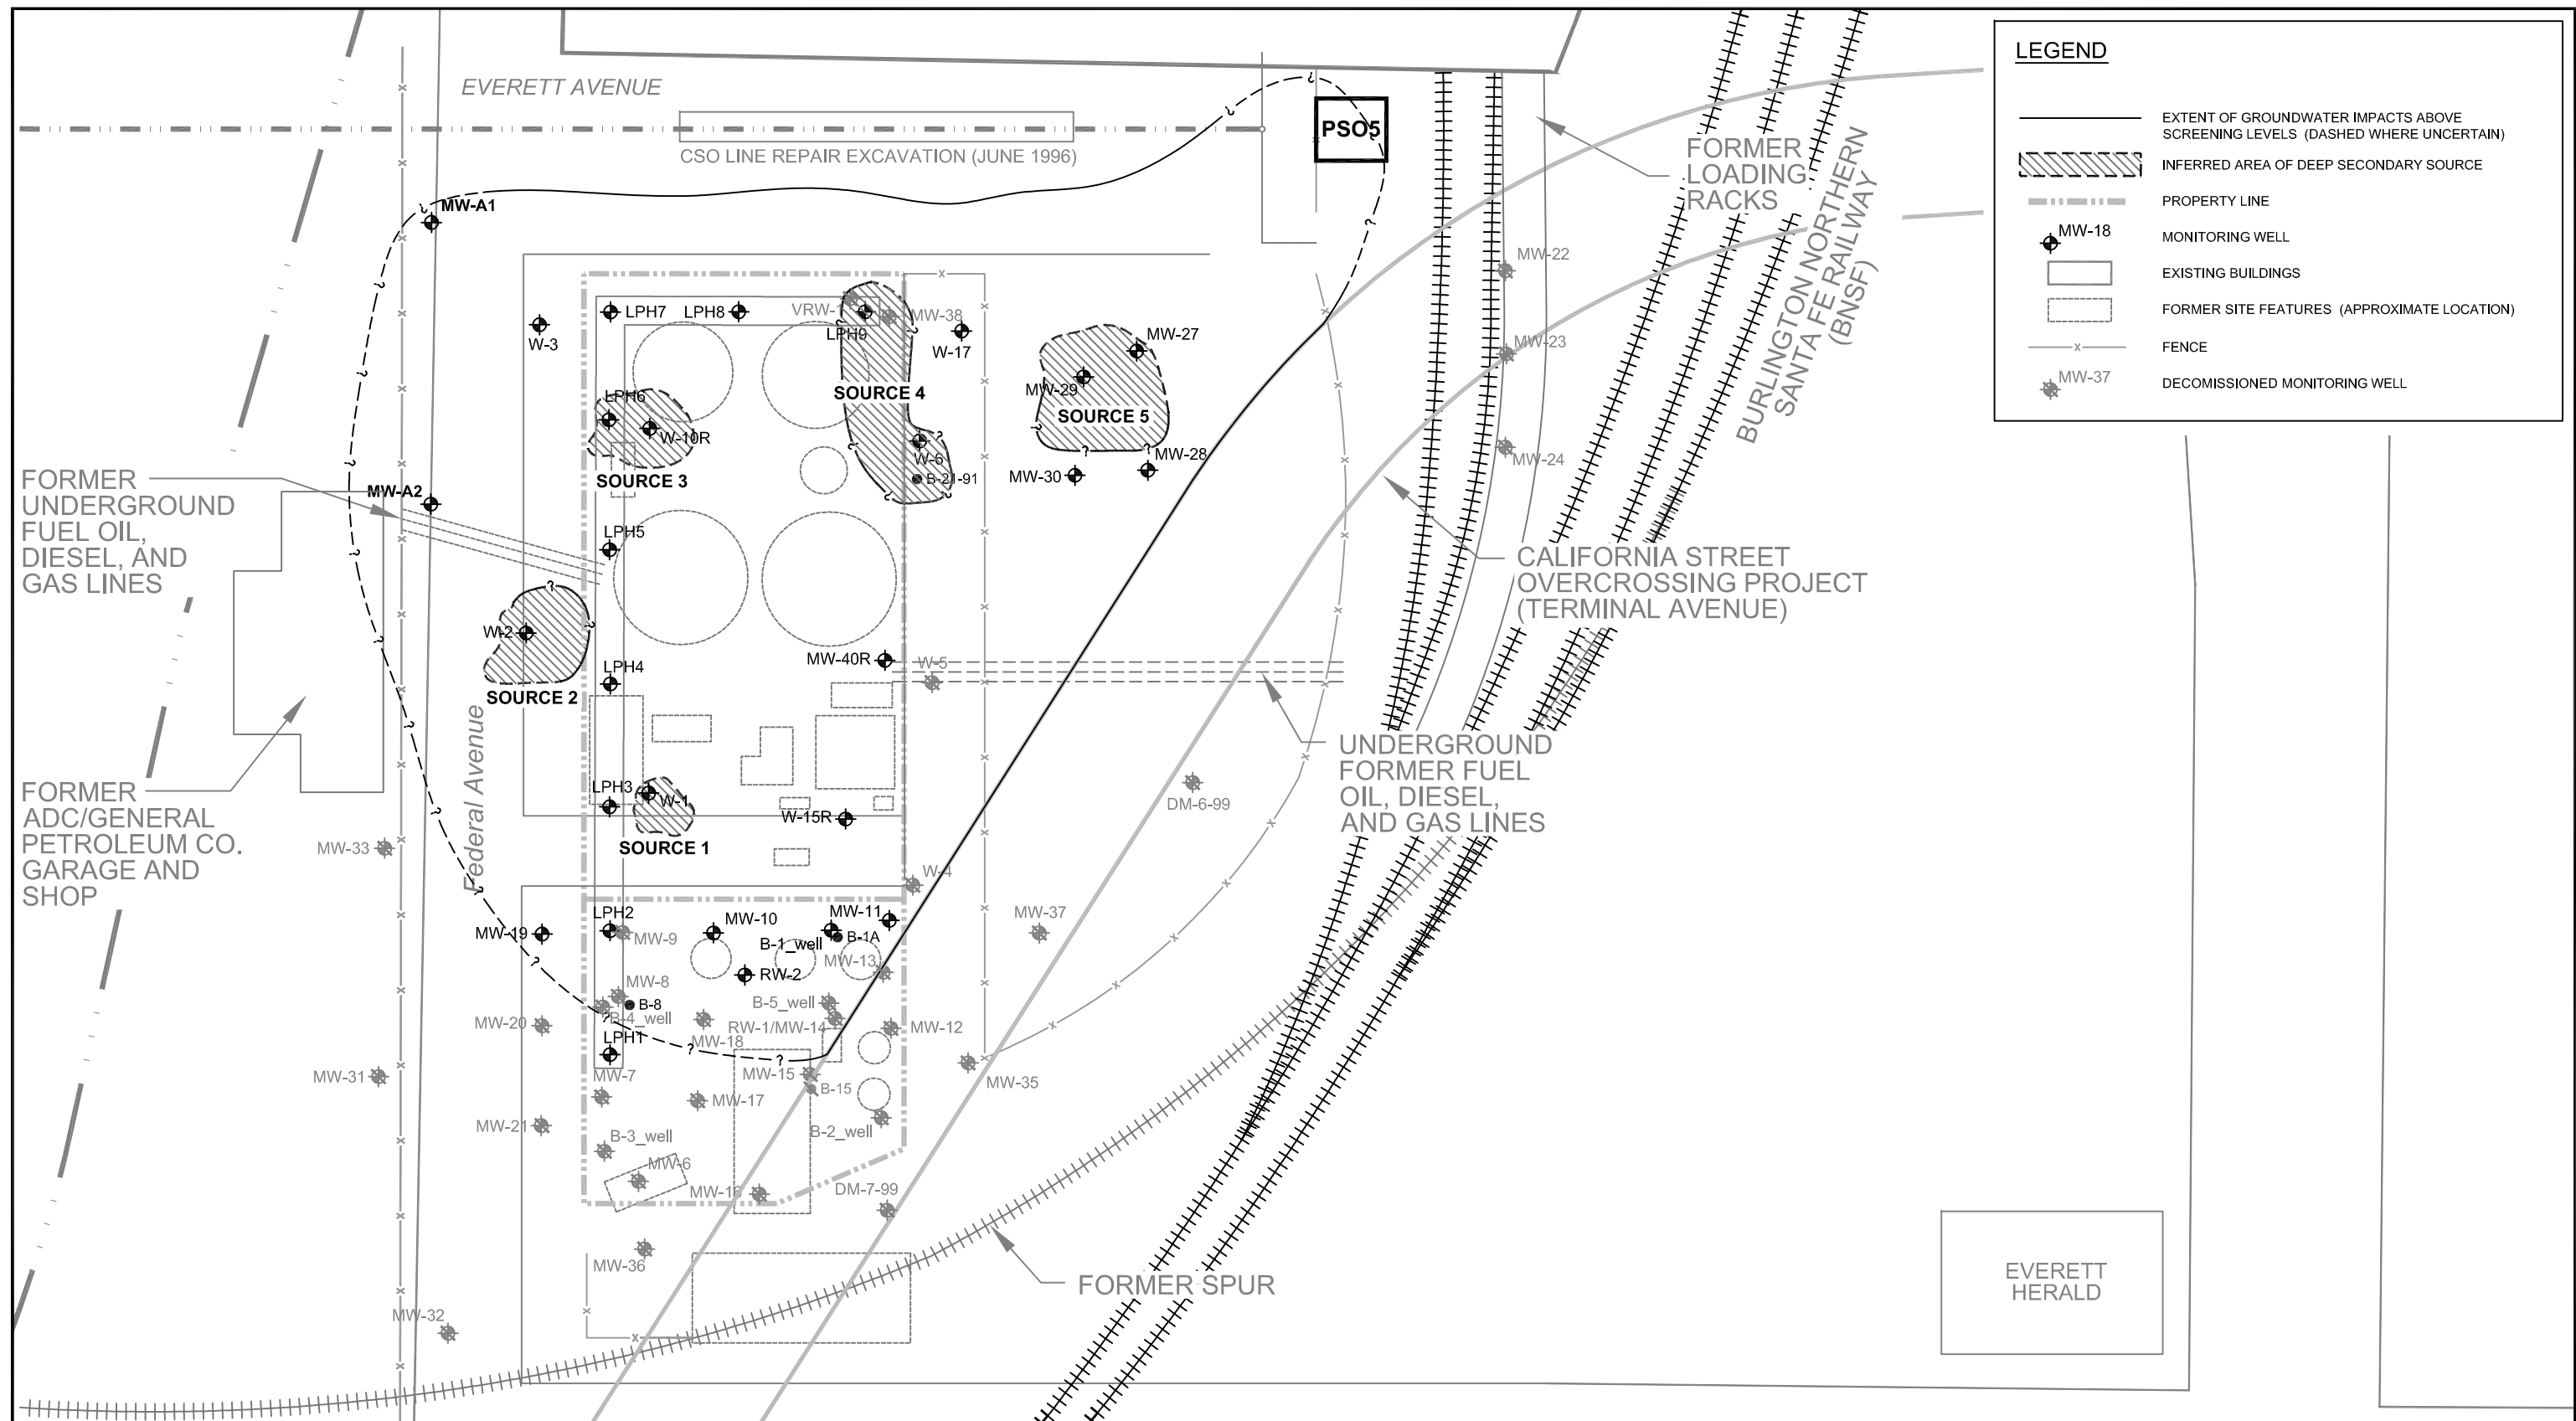 EVERETT AVENUE
CSO LINE REPAIR EXCAVATION (JUNE 1996)
PSO5
FORMER
LOADING
RACKS
BURLINGTON NORTHERN
SANTA FE RAILWAY
(BNSF)
LEGEND
EXTENT OF GROUNDWATER IMPACTS ABOVE
SCREENING LEVELS (DASHED WHERE UNCERTAIN)
INFERRED AREA OF DEEP SECONDARY SOURCE
PROPERTY LINE
MW-18
MONITORING WELL
EXISTING BUILDINGS
FORMER SITE FEATURES (APPROXIMATE LOCATION)
FENCE
MW-37
DECOMISSIONED MONITORING WELL
MW-A1
MW-22
MW-23
MW-24
W-3
LPH7
LPH8
VRW-1
LPH9
MW-38
W-17
MW-27
MW-29
SOURCE 5
MW-28
MW-30
SOURCE 4
W-6
B-21-91
LPH6
W-10R
SOURCE 3
MW-A2
FORMER
UNDERGROUND
FUEL OIL,
DIESEL, AND
GAS LINES
LPH5
W-2
SOURCE 2
LPH4
MW-40R
W-5
CALIFORNIA STREET
OVERCROSSING PROJECT
(TERMINAL AVENUE)
UNDERGROUND
FORMER FUEL
OIL, DIESEL,
AND GAS LINES
Federal Avenue
FORMER
ADC/GENERAL
PETROLEUM CO.
GARAGE AND
SHOP
LPH3
W-1
SOURCE 1
W-15R
DM-6-99
MW-33
W-4
MW-37
MW-19
LPH2
MW-9
MW-10
MW-11
B-1_well
B-1A
RW-2
MW-13
MW-8
B-8
B-4_well
B-5_well
RW-1/MW-14
MW-12
MW-20
MW-18
LPH1
MW-31
MW-7
MW-15
B-15
MW-35
MW-17
MW-21
B-3_well
B-2_well
MW-6
MW-16
DM-7-99
MW-36
MW-32
FORMER SPUR
EVERETT
HERALD